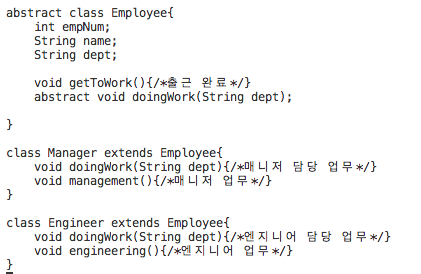 abstract class Employee{
    int empNum;
    String name;
    String dept;

    void getToWork(){/*출근 완료*/}
    abstract void doingWork(String dept);

}

class Manager extends Employee{
    void doingWork(String dept){/*매니저 담당 업무*/}
    void management(){/*매니저 업무*/}
}

class Engineer extends Employee{
    void doingWork(String dept){/*엔지니어 담당 업무*/}
    void engineering(){/*엔지니어 업무*/}
}